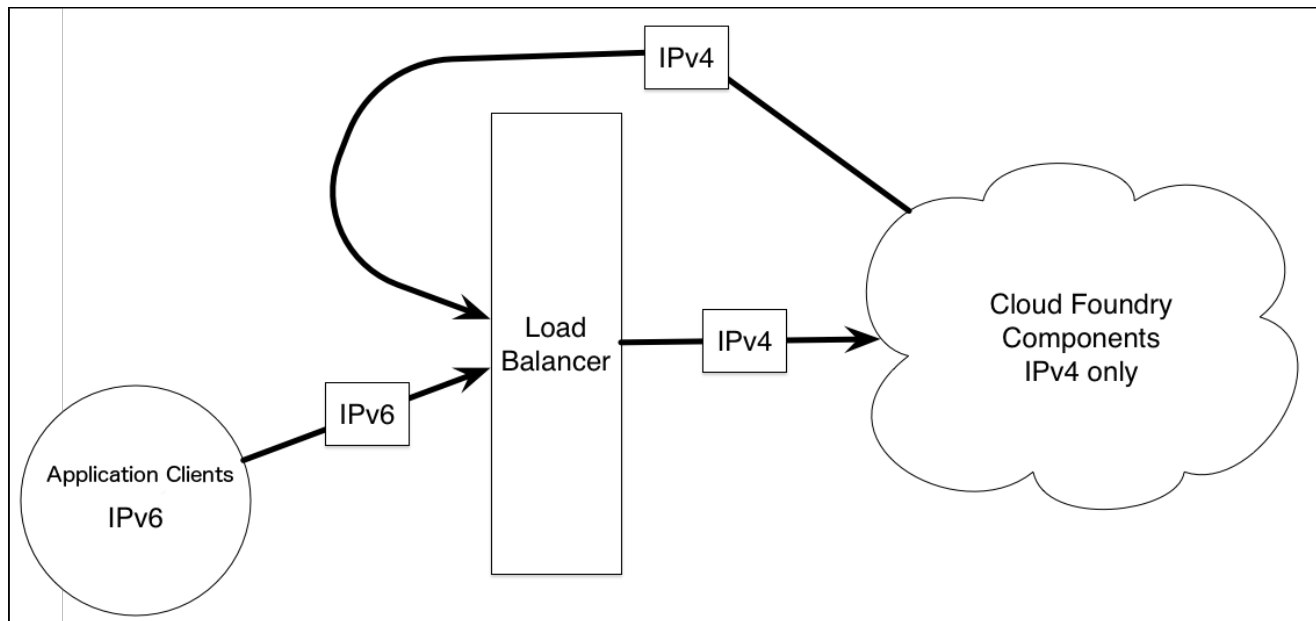 IPv4
Load
Balancer
IPv4
Cloud Foundry
Components
IPv4 only
IPv6
Application Clients
IPv6